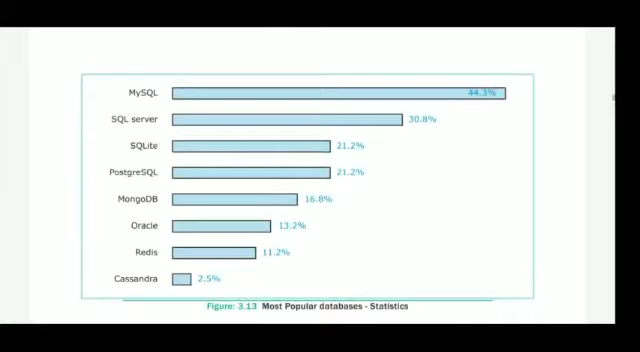 MySQL 44.3%
SQL server 30.8%
SQLite 21.2%
PostgreSQL 21.2%
MongoDB 16.8%
Oracle 13.2%
Redis 11.2%
Cassandra 2.5%
Figure: 3.13 Most Popular databases - Statistics